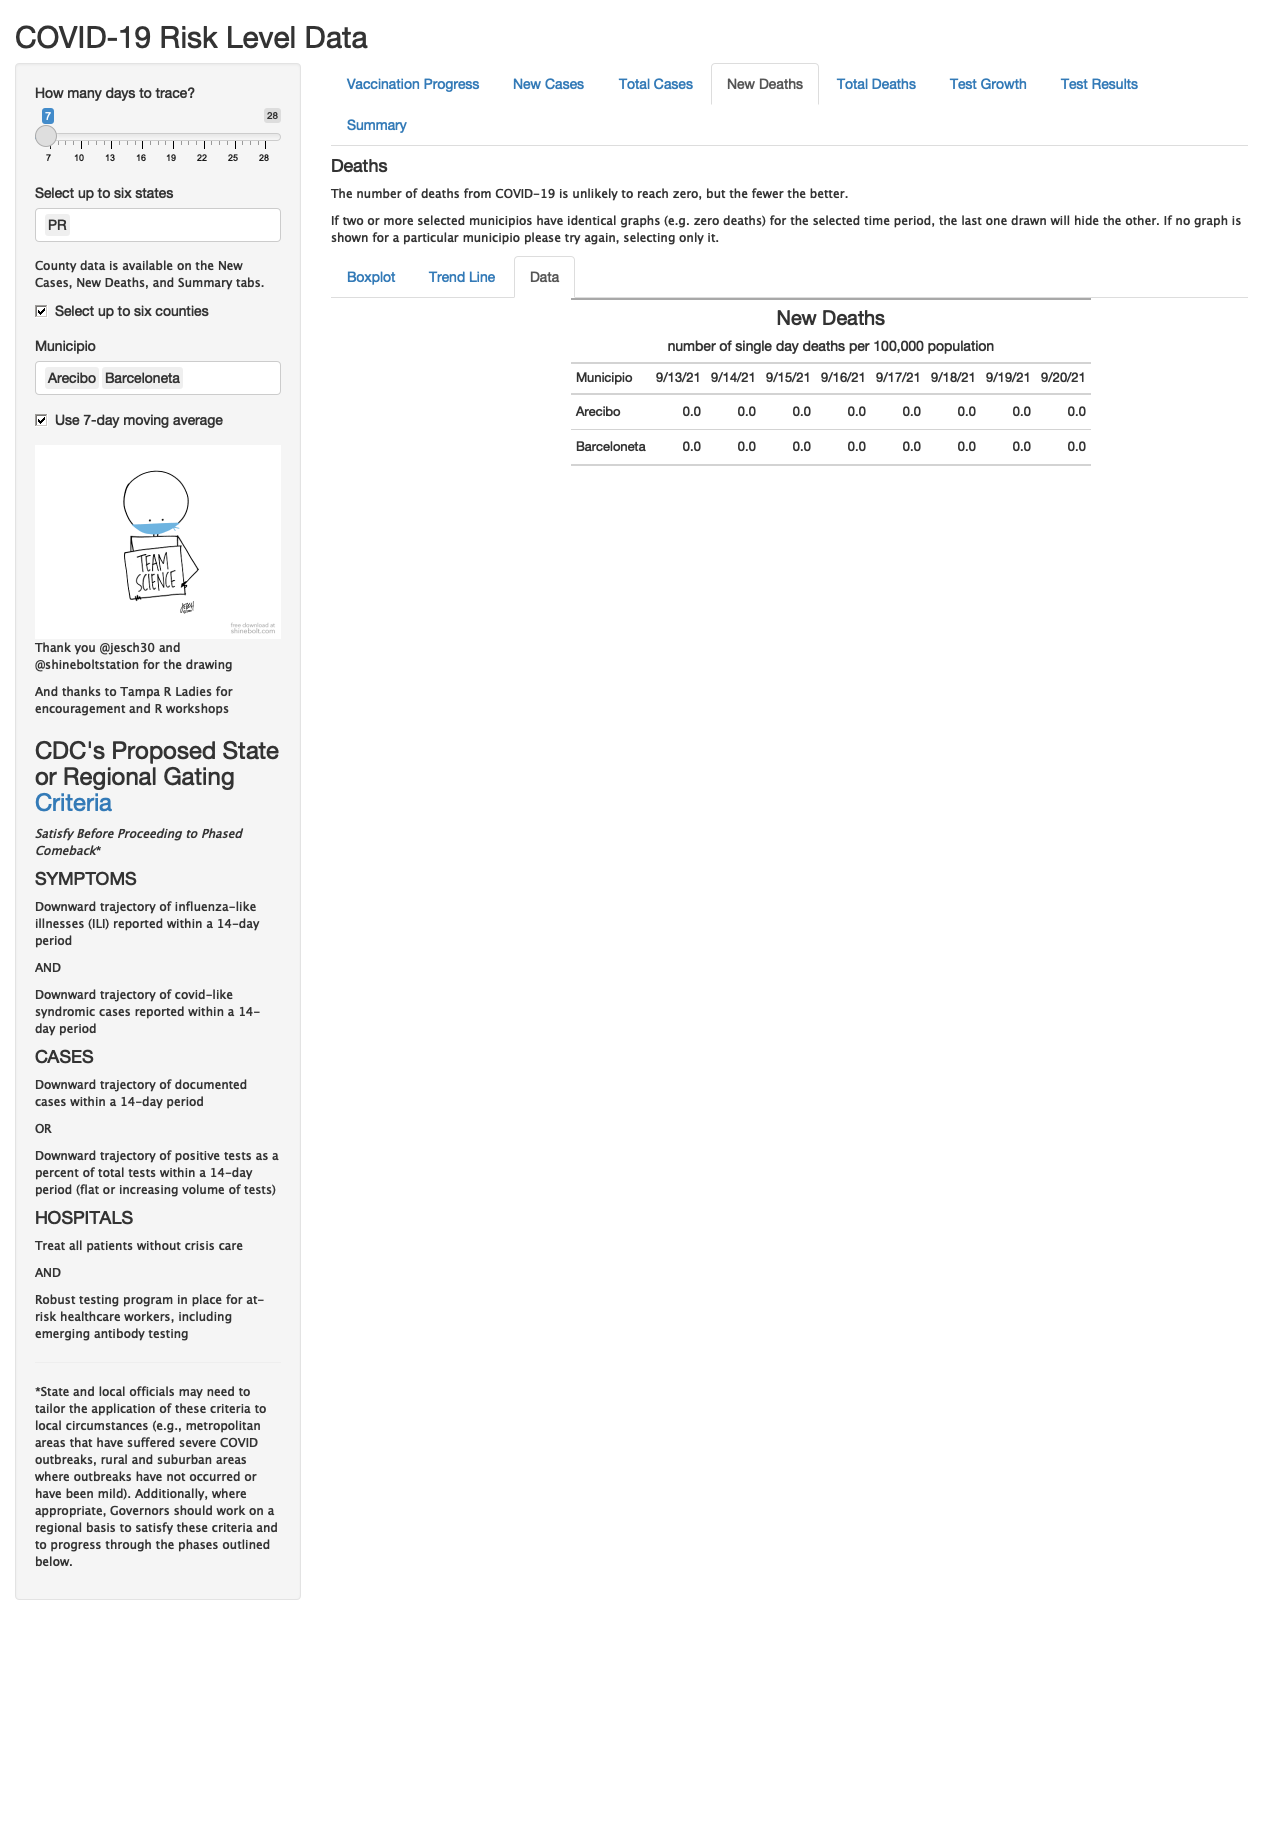 COVID-19 Risk Level Data
How many days to trace?
7
28
7 10 13 16 19 22 25 28
Select up to six states
PR
County data is available on the New
Cases, New Deaths, and Summary tabs.
Select up to six counties
Municipio
Arecibo Barceloneta
Use 7-day moving average
TEAM
SCIENCE
free download at
shinebolt.com
Thank you @jesch30 and
@shineboltstation for the drawing
And thanks to Tampa R Ladies for
encouragement and R workshops
CDC's Proposed State
or Regional Gating
Criteria
Satisfy Before Proceeding to Phased
Comeback*
SYMPTOMS
Downward trajectory of influenza-like
illnesses (ILI) reported within a 14-day
period
AND
Downward trajectory of covid-like
syndromic cases reported within a 14-
day period
CASES
Downward trajectory of documented
cases within a 14-day period
OR
Downward trajectory of positive tests as a
percent of total tests within a 14-day
period (flat or increasing volume of tests)
HOSPITALS
Treat all patients without crisis care
AND
Robust testing program in place for at-
risk healthcare workers, including
emerging antibody testing
*State and local officials may need to
tailor the application of these criteria to
local circumstances (e.g., metropolitan
areas that have suffered severe COVID
outbreaks, rural and suburban areas
where outbreaks have not occurred or
have been mild). Additionally, where
appropriate, Governors should work on a
regional basis to satisfy these criteria and
to progress through the phases outlined
below.
Vaccination Progress New Cases Total Cases New Deaths Total Deaths Test Growth Test Results
Summary
Deaths
The number of deaths from COVID-19 is unlikely to reach zero, but the fewer the better.
If two or more selected municipios have identical graphs (e.g. zero deaths) for the selected time period, the last one drawn will hide the other. If no graph is
shown for a particular municipio please try again, selecting only it.
Boxplot Trend Line Data
New Deaths
number of single day deaths per 100,000 population
Municipio 9/13/21 9/14/21 9/15/21 9/16/21 9/17/21 9/18/21 9/19/21 9/20/21
Arecibo 0.0 0.0 0.0 0.0 0.0 0.0 0.0 0.0
Barceloneta 0.0 0.0 0.0 0.0 0.0 0.0 0.0 0.0